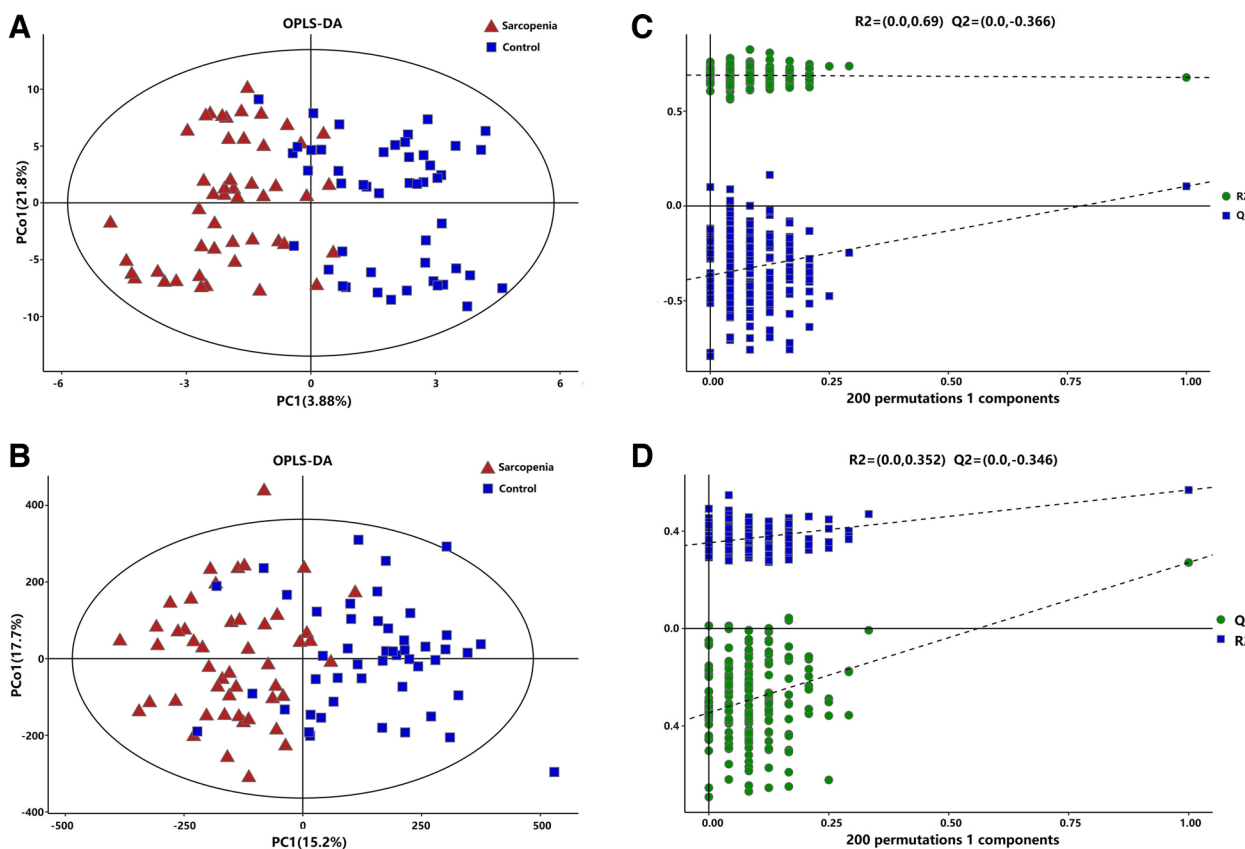 A
OPLS-DA
Sarcopenia
Control
10
5
0
-5
-10
PCo1(21.8%)
-6
-3
0
3
6
PC1(3.88%)
C
R2=(0.0,0.69) Q2=(0.0,-0.366)
0.5
0.0
-0.5
R2
Q
0.00
0.25
0.50
0.75
1.00
200 permutations 1 components
B
OPLS-DA
Sarcopenia
Control
400
200
0
-200
-400
PCo1(17.7%)
-500
-250
0
250
500
PC1(15.2%)
D
R2=(0.0,0.352) Q2=(0.0,-0.346)
0.4
0.0
0.4
Q
R2
0.00
0.25
0.50
0.75
1.00
200 permutations 1 components